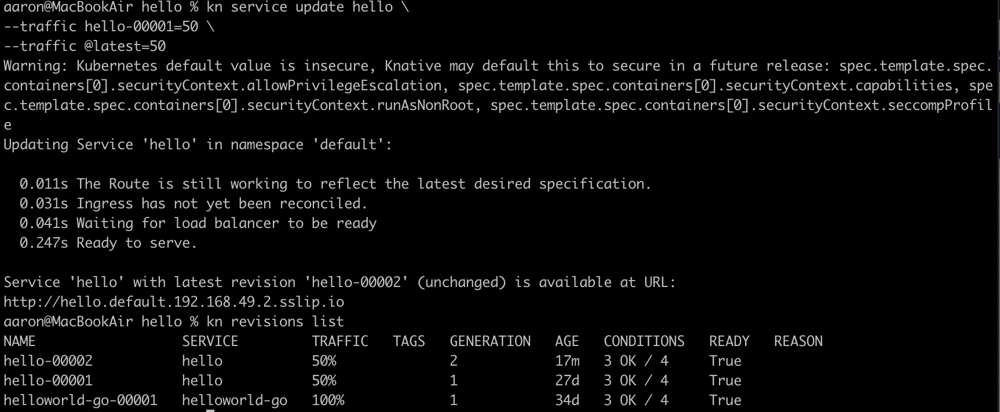 aaron@MacBookAir hello % kn service update hello \
--traffic hello-00001=50 \
--traffic @latest=50
Warning: Kubernetes default value is insecure, Knative may default this to secure in a future release: spec.template.spec.
containers[0].securityContext.allowPrivilegeEscalation, spec.template.spec.containers[0].securityContext.capabilities, spe
c.template.spec.containers[0].securityContext.runAsNonRoot, spec.template.spec.containers[0].securityContext.seccompProfil
e
Updating Service 'hello' in namespace 'default':
0.011s The Route is still working to reflect the latest desired specification.
0.031s Ingress has not yet been reconciled.
0.041s Waiting for load balancer to be ready
0.247s Ready to serve.
Service 'hello' with latest revision 'hello-00002' (unchanged) is available at URL:
http://hello.default.192.168.49.2.sslip.io
aaron@MacBookAir hello % kn revisions list
NAME SERVICE TRAFFIC TAGS GENERATION AGE CONDITIONS READY REASON
hello-00002 hello 50% 2 17m 3 OK / 4 True
hello-00001 hello 50% 1 27d 3 OK / 4 True
helloworld-go-00001 helloworld-go 100% 1 34d 3 OK / 4 True